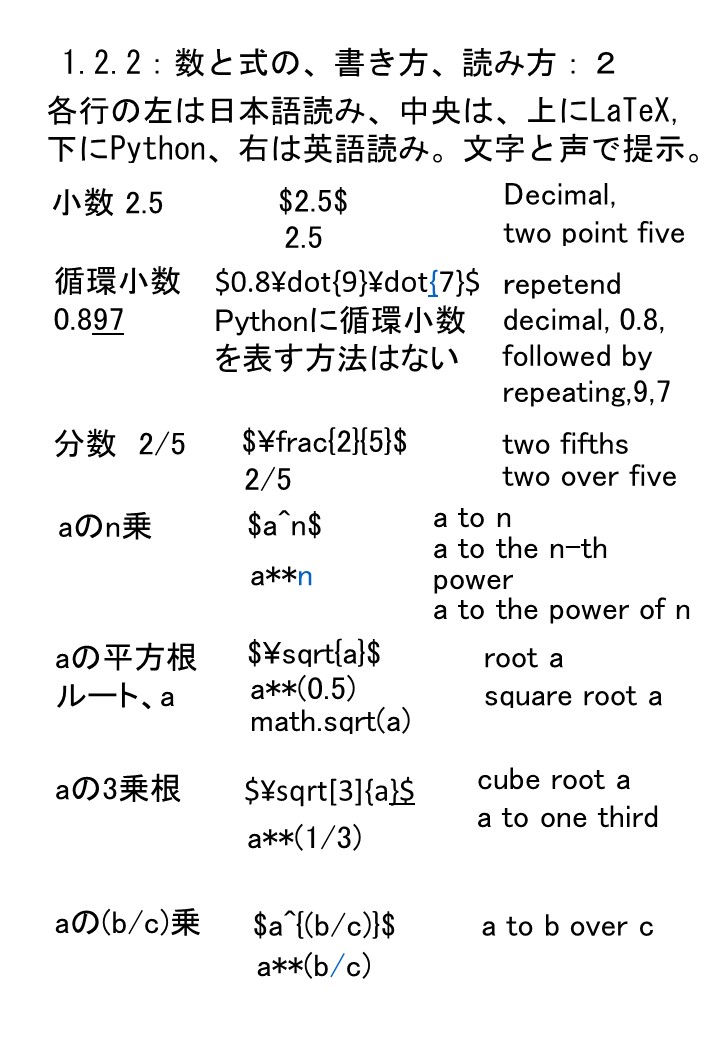 1.2.2：数と式の、書き方、読み方：２
各行の左は日本語読み、中央は、上にLaTeX,
下にPython、右は英語読み。文字と声で提示。
小数 2.5
$2.5$
2.5
Decimal,
two point five
循環小数
0.897
$0.8¥dot{9}¥dot{7}$
Pythonに循環小数
を表す方法はない
repetend
decimal, 0.8,
followed by
repeating,9,7
分数 2/5
$¥frac{2}{5}$
2/5
two fifths
two over five
aのn乗
$a^n$
a**n
a to n
a to the n-th
power
a to the power of n
aの平方根
ルート、a
$¥sqrt{a}$
a**(0.5)
math.sqrt(a)
root a
square root a
aの3乗根
$¥sqrt[3]{a}$
a**(1/3)
cube root a
a to one third
aの(b/c)乗
$a^{(b/c)}$
a**(b/c)
a to b over c